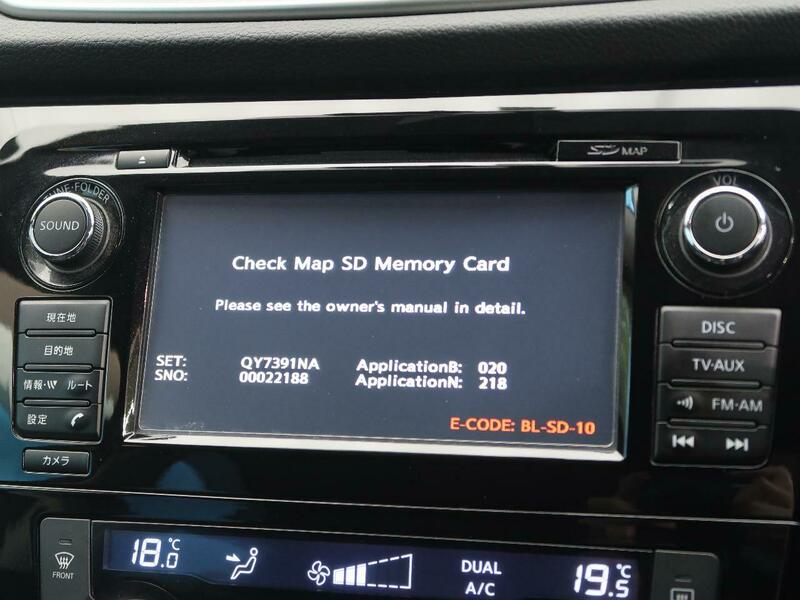 SD MAP
TUNE·FOLDER
VOL
SOUND
Check Map SD Memory Card
Please see the owner's manual in detail.
SET: QY7391NA ApplicationB: 020
SNO: 00022188 ApplicationN: 218
E-CODE: BL-SD-10
現在地
目的地
情報・VICS ルート
設定
カメラ
DISC
TV·AUX
FM·AM
18.0℃
FRONT
DUAL
A/C
19.5℃